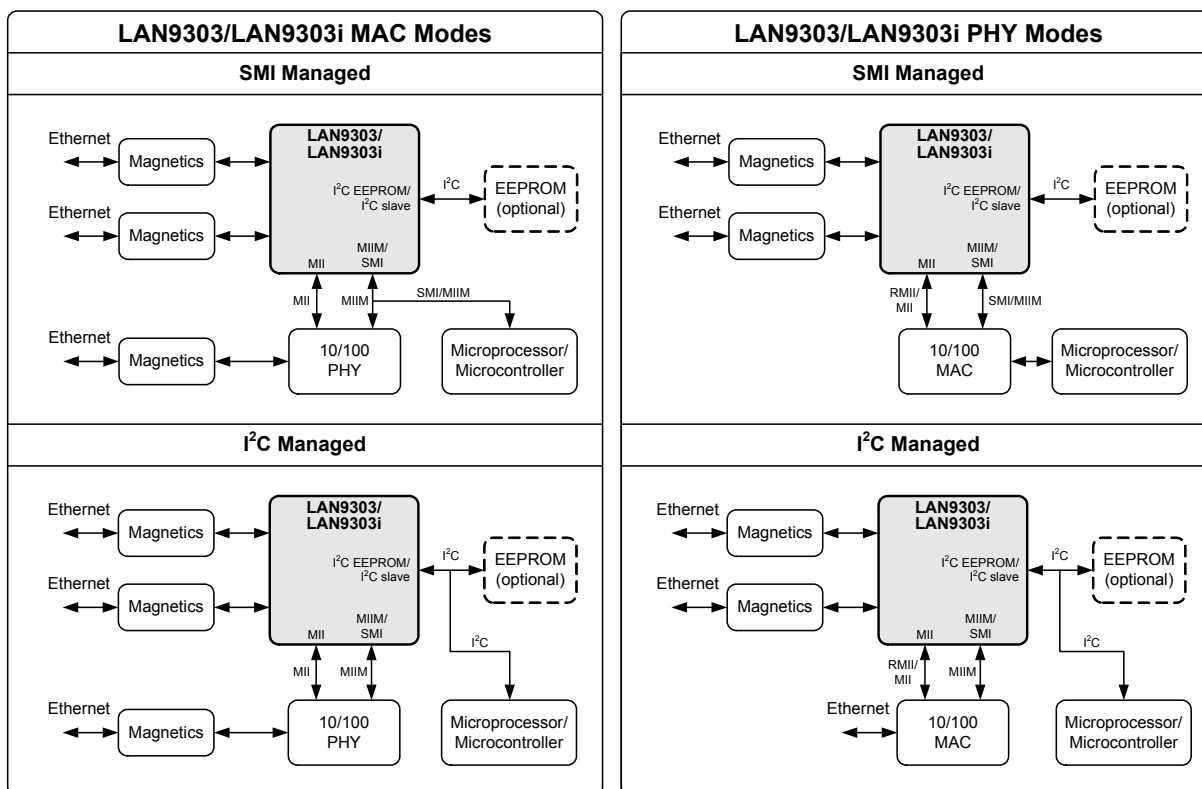 LAN9303/LAN9303i MAC Modes
SMI Managed
Ethernet
Magnetics
Ethernet
Magnetics
LAN9303/
LAN9303i
I²C EEPROM/
I²C slave
MIIM/
SMI
MII
I²C
EEPROM
(optional)
MII
MIIM
SMI/MIIM
Ethernet
Magnetics
10/100
PHY
Microprocessor/
Microcontroller
I²C Managed
Ethernet
Magnetics
Ethernet
Magnetics
LAN9303/
LAN9303i
I²C EEPROM/
I²C slave
MIIM/
SMI
MII
I²C
EEPROM
(optional)
I²C
MII
MIIM
Ethernet
Magnetics
10/100
PHY
Microprocessor/
Microcontroller
LAN9303/LAN9303i PHY Modes
SMI Managed
Ethernet
Magnetics
Ethernet
Magnetics
LAN9303/
LAN9303i
I²C EEPROM/
I²C slave
MIIM/
SMI
MII
I²C
EEPROM
(optional)
RMII/
MII
SMI/MIIM
10/100
MAC
Microprocessor/
Microcontroller
I²C Managed
Ethernet
Magnetics
Ethernet
Magnetics
LAN9303/
LAN9303i
I²C EEPROM/
I²C slave
MIIM/
SMI
MII
I²C
EEPROM
(optional)
I²C
RMII/
MII
MIIM
Ethernet
10/100
MAC
Microprocessor/
Microcontroller